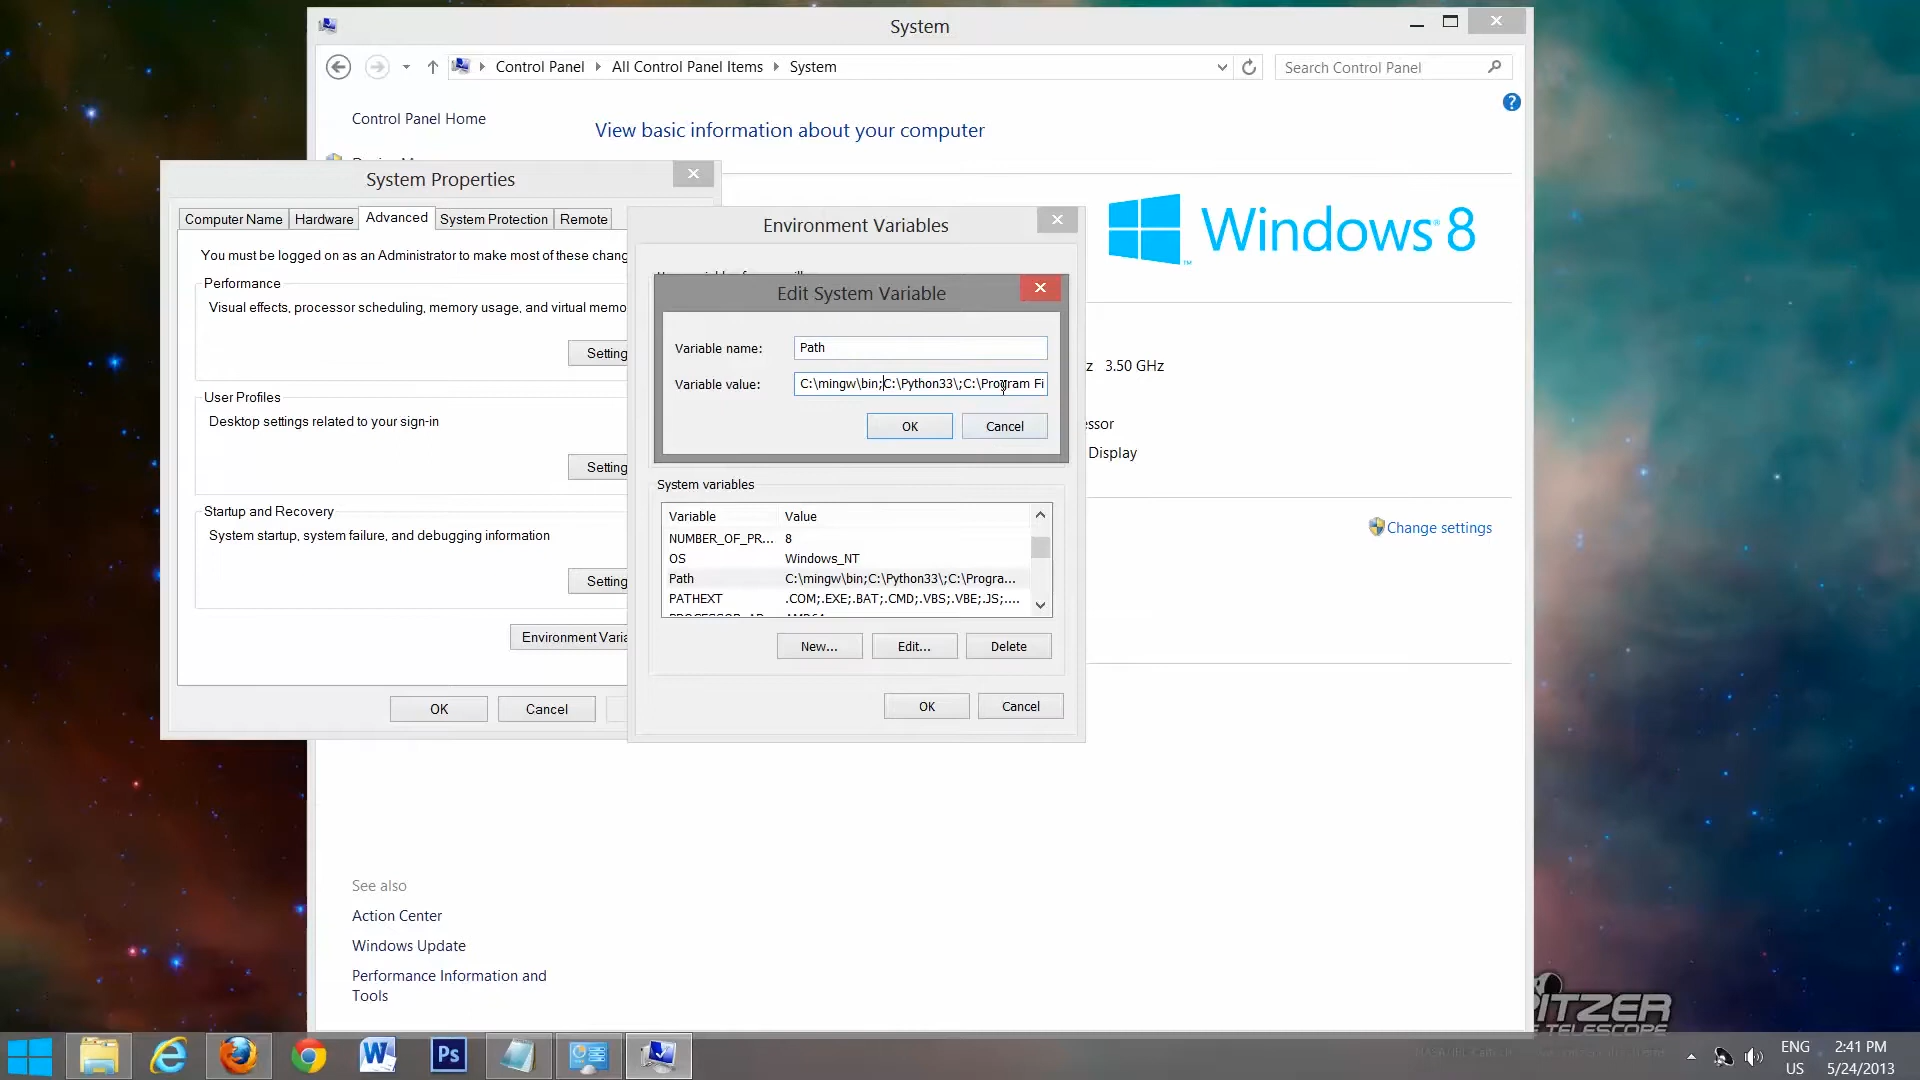 System
Control Panel
All Control Panel Items
System
Search Control Panel
Control Panel Home
View basic information about your computer
System Properties
Computer Name
Hardware
Advanced
System Protection
Remote
You must be logged on as an Administrator to make most of these chang
Performance
Visual effects, processor scheduling, memory usage, and virtual memo
Setting
User Profiles
Desktop settings related to your sign-in
Setting
Startup and Recovery
System startup, system failure, and debugging information
Setting
Environment Varia
OK
Cancel
Environment Variables
Edit System Variable
Variable name:
Path
Variable value:
C:\mingw\bin;C:\Python33\;C:\Program Fi
OK
Cancel
System variables
Variable
Value
NUMBER_OF_PR...
8
OS
Windows_NT
Path
C:\mingw\bin;C:\Python33\;C:\Progra...
PATHEXT
.COM;.EXE;.BAT;.CMD;.VBS;.VBE;.JS;....
New...
Edit...
Delete
OK
Cancel
Windows 8
z 3.50 GHz
ssor
Display
Change settings
See also
Action Center
Windows Update
Performance Information and
Tools
ITZER
TELESCOPE
W
Ps
ENG
US
2:41 PM
5/24/2013